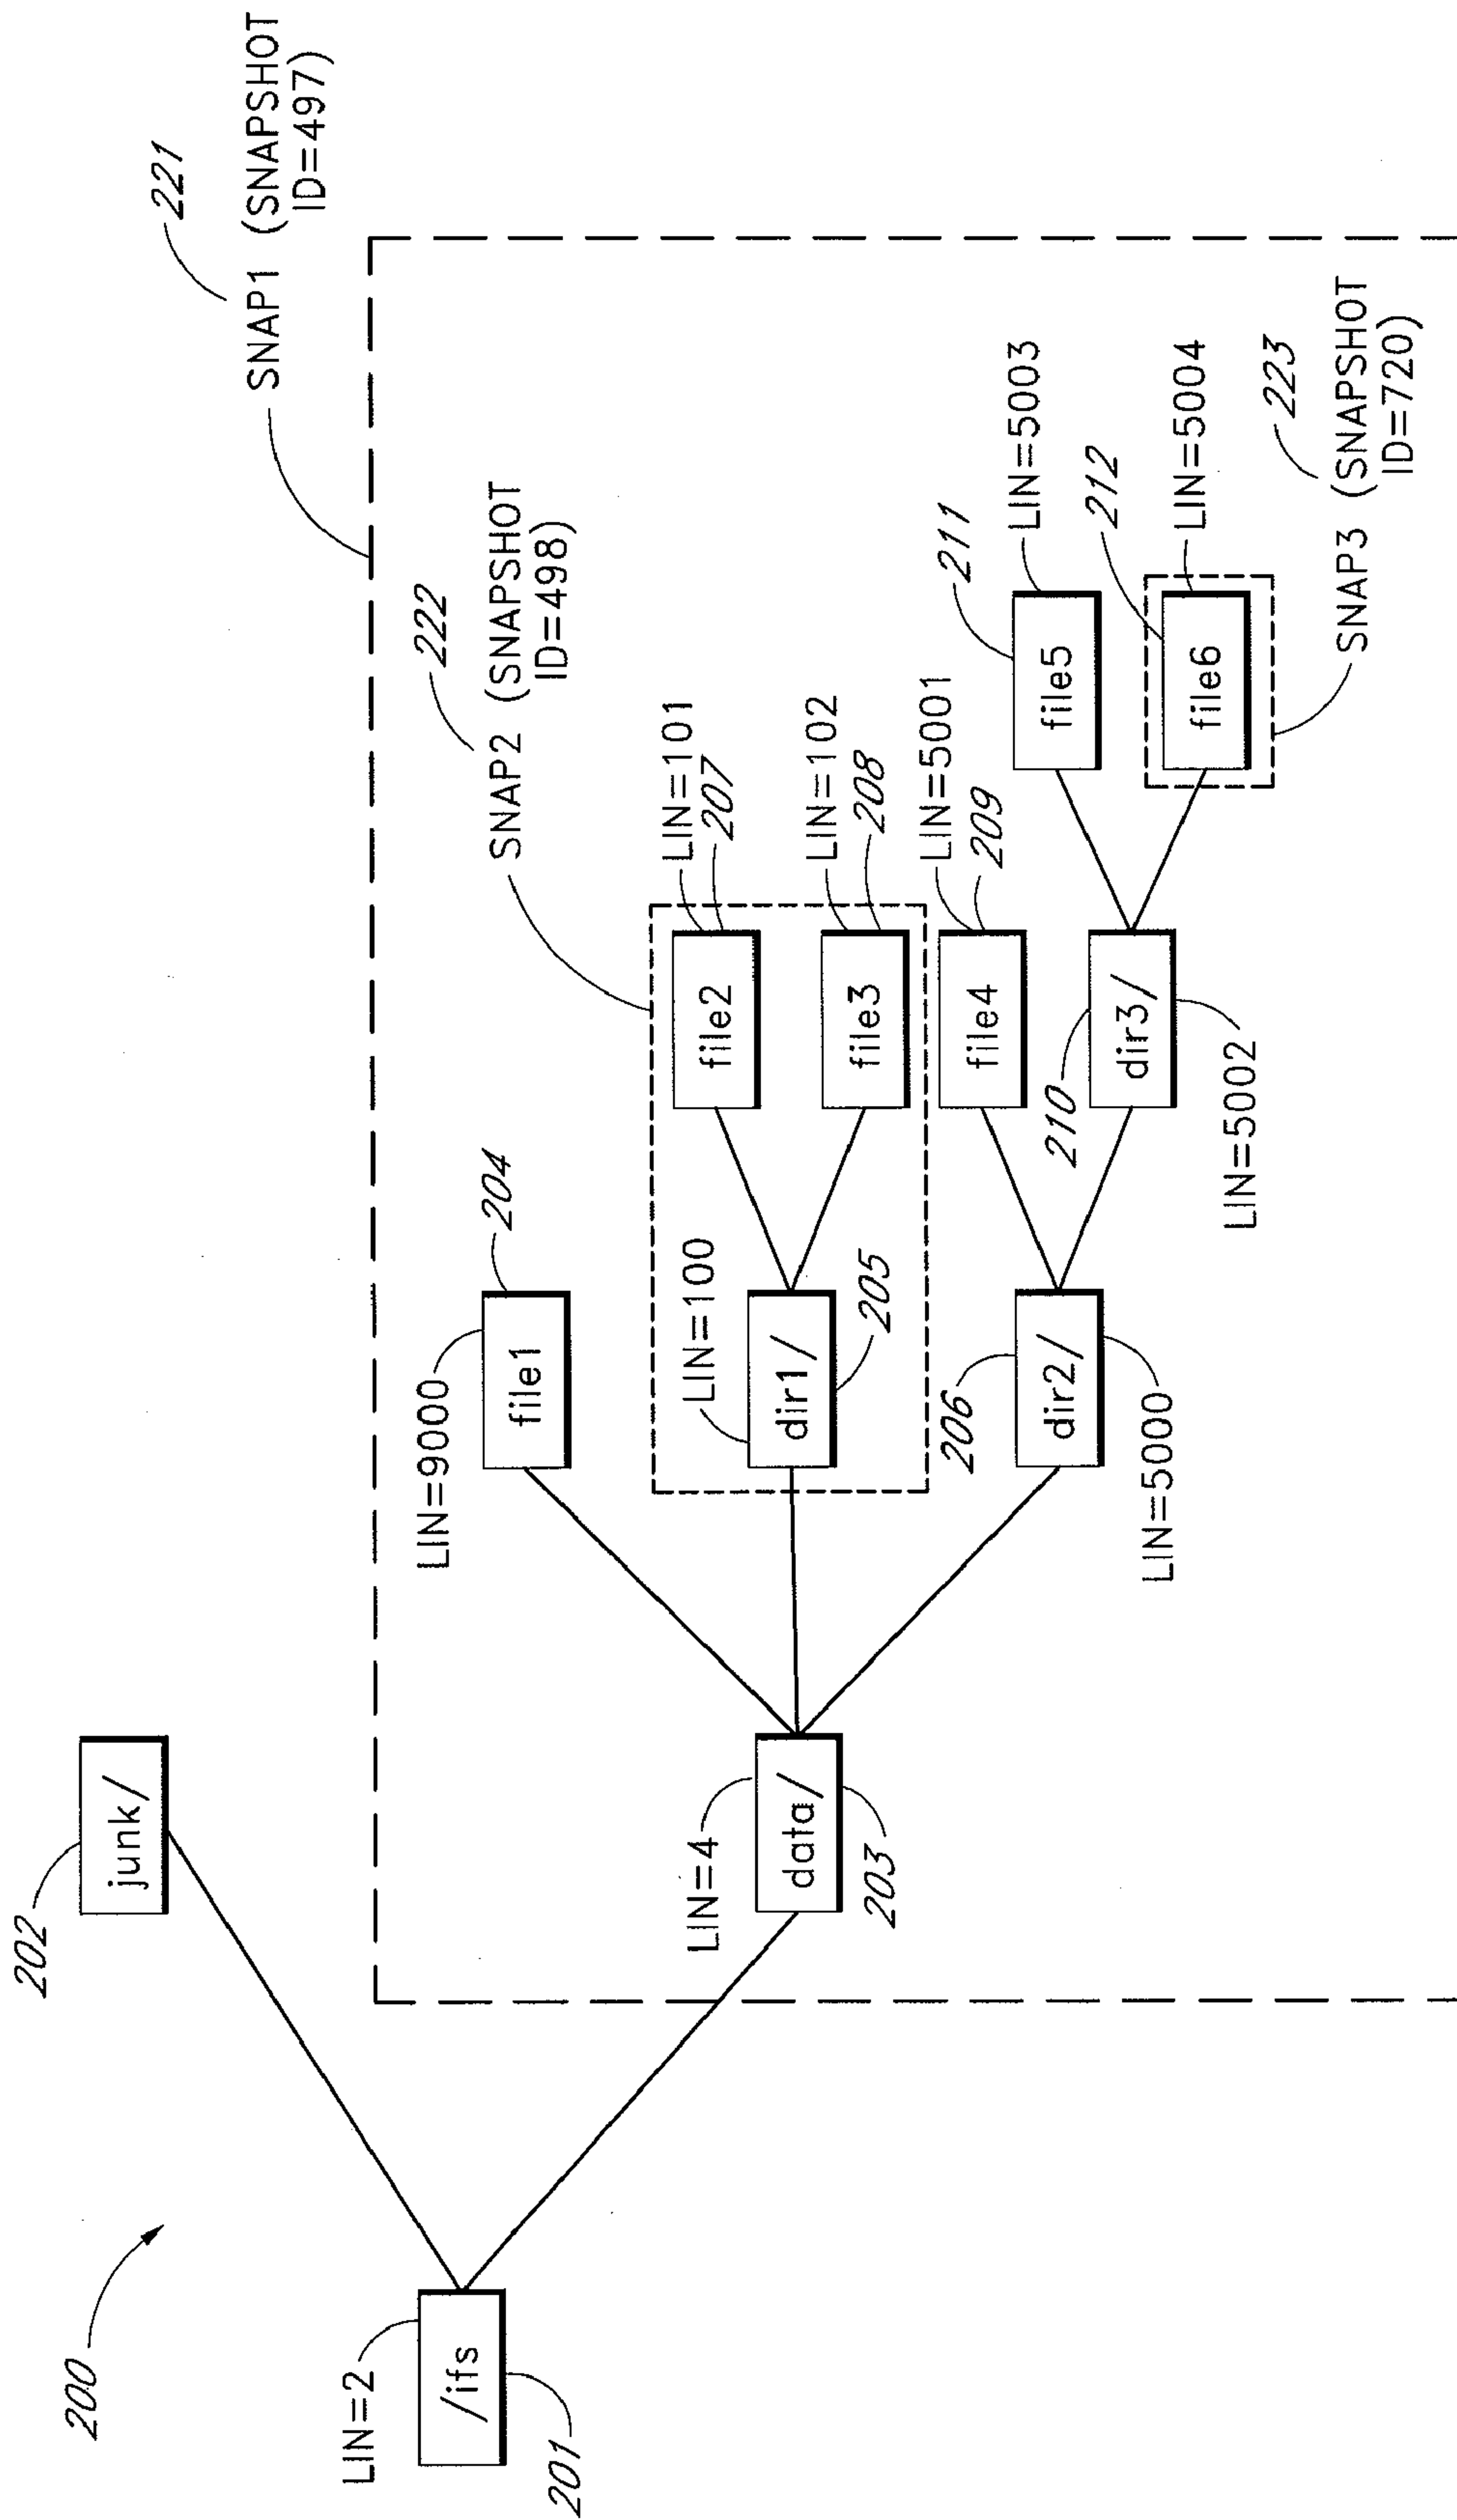 200
202
junk/
LIN=2
/ifs
201
LIN=4
data/
203
221
SNAP1 (SNAPSHOT
ID=497)
222
SNAP2 (SNAPSHOT
ID=498)
LIN=9000
file1
204
LIN=100
dir1/
205
LIN=101
207
file2
LIN=102
208
file3
206
dir2/
LIN=5000
LIN=5001
209
file4
210
dir3/
LIN=5002
211
LIN=5003
file5
212
LIN=5004
file6
223
SNAP3 (SNAPSHOT
ID=720)